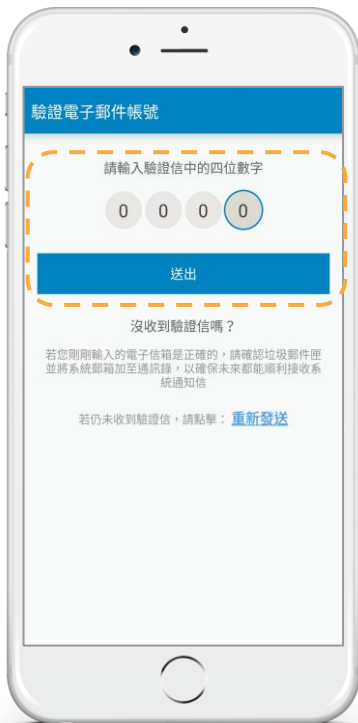 驗證電子郵件帳號
請輸入驗證信中的四位數字
0 0 0 0
送出
沒收到驗證信嗎？
若您剛剛輸入的電子信箱是正確的，請確認垃圾郵件匣
並將系統郵箱加至通訊錄，以確保未來都能順利接收系
統通知信
若仍未收到驗證信，請點擊： 重新發送